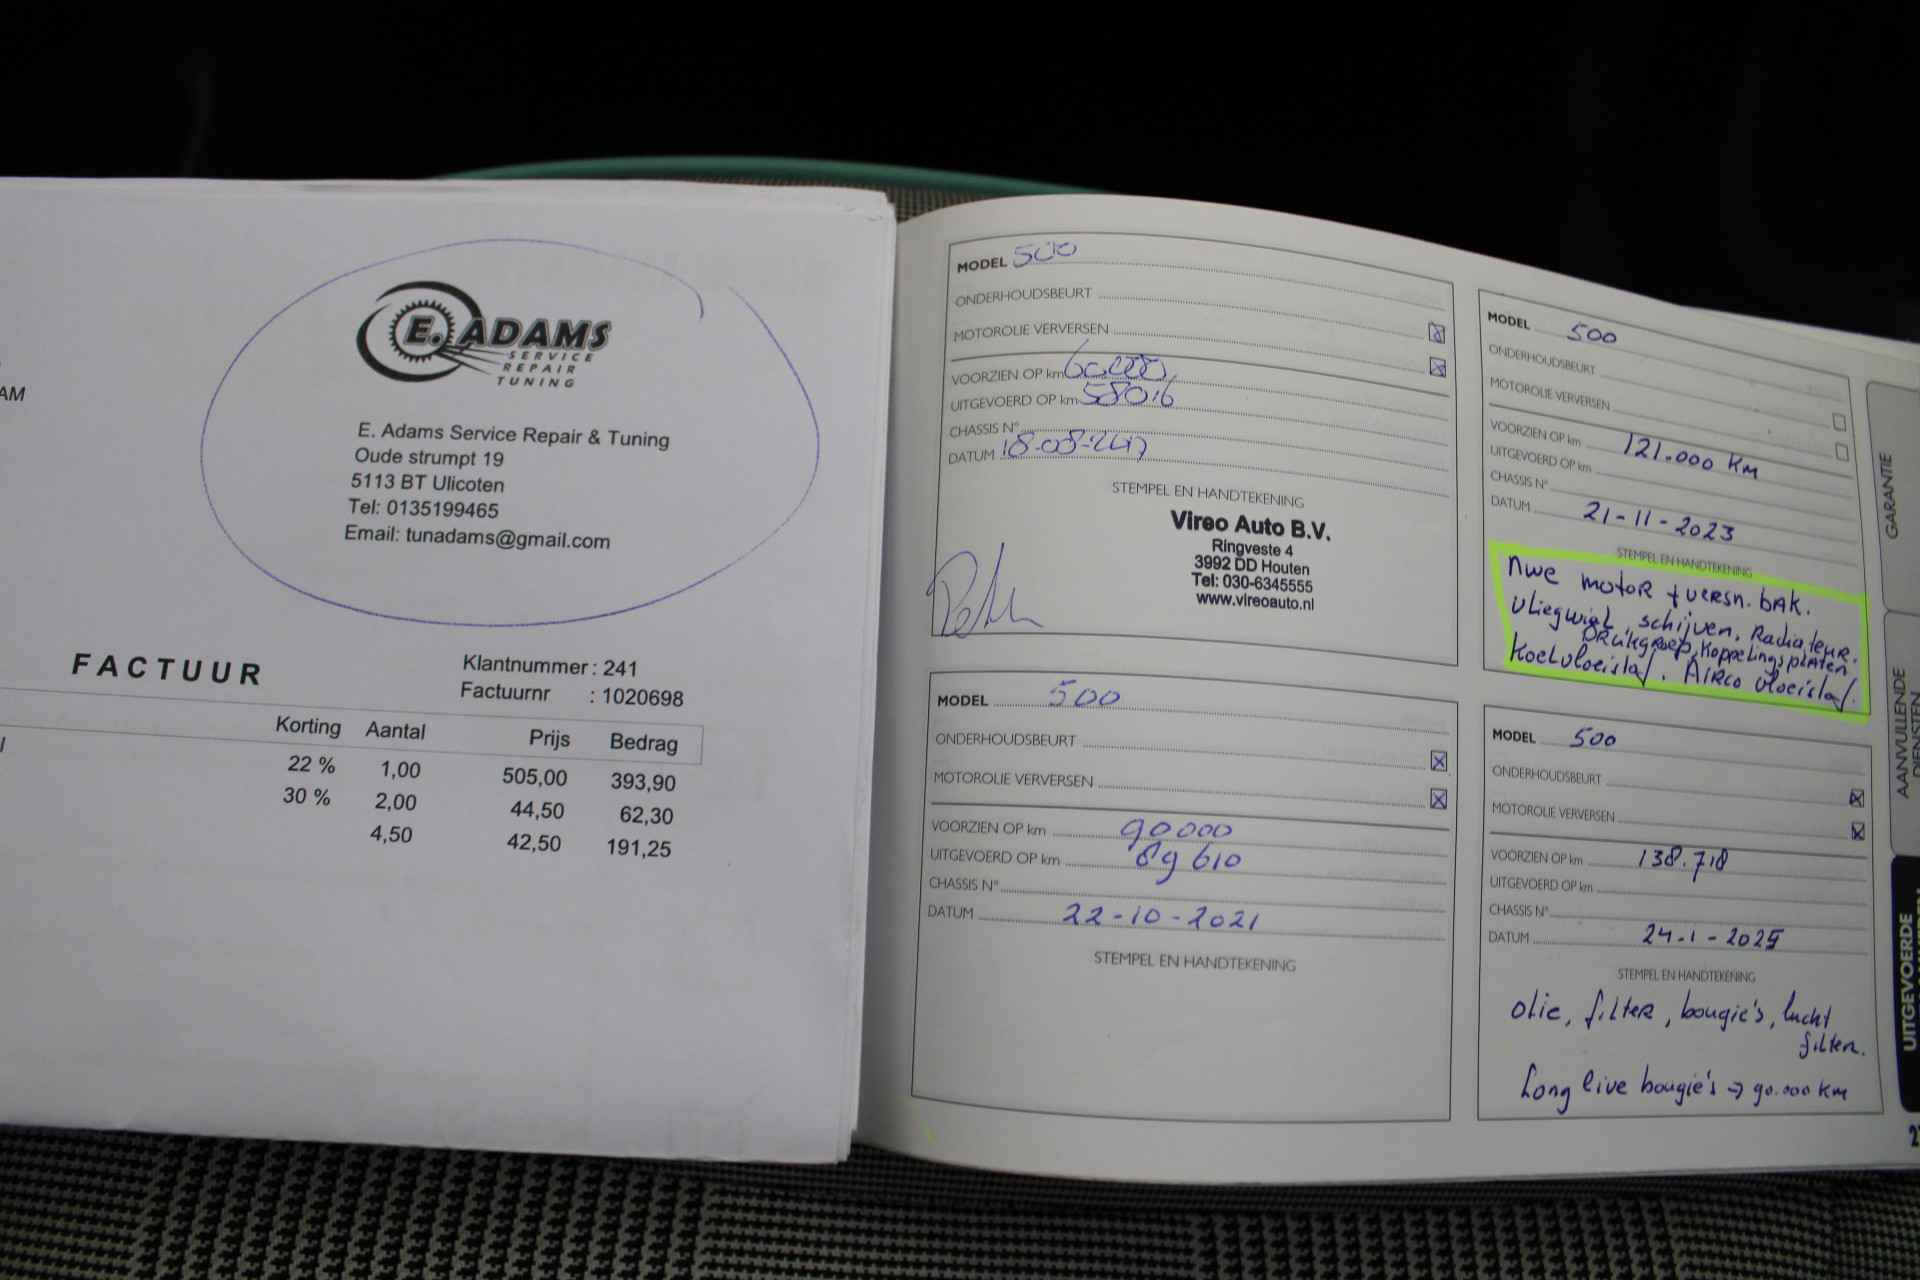 AM
E. ADAMS
SERVICE
REPAIR
TUNING
E. Adams Service Repair & Tuning
Oude strumpt 19
5113 BT Ulicoten
Tel: 0135199465
Email: tunadams@gmail.com
FACTUUR
Klantnummer : 241
Factuurnr : 1020698
Korting Aantal Prijs Bedrag
22 % 1,00 505,00 393,90
30 % 2,00 44,50 62,30
4,50 42,50 191,25
MODEL 500
ONDERHOUDSBEURT
MOTOROLIE VERVERSEN
VOORZIEN OP km 60.000
UITGEVOERD OP km 58016
CHASSIS N°
DATUM 18-08-2017
STEMPEL EN HANDTEKENING
Vireo Auto B.V.
Ringveste 4
3992 DD Houten
Tel: 030-6345555
www.vireoauto.nl
MODEL 500
ONDERHOUDSBEURT
MOTOROLIE VERVERSEN
VOORZIEN OP km 90000
UITGEVOERD OP km 89610
CHASSIS N°
DATUM 22-10-2021
STEMPEL EN HANDTEKENING
MODEL 500
ONDERHOUDSBEURT
MOTOROLIE VERVERSEN
VOORZIEN OP km 121.000 km
UITGEVOERD OP km
CHASSIS N°
DATUM 21-11-2023
STEMPEL EN HANDTEKENING
Nwe motor + versn. bak.
vliegwiel, schijven, Radiateur.
Drukgroep, Koppelingsplaten
Koelvloeistof. Airco vloeistof.
MODEL 500
ONDERHOUDSBEURT
MOTOROLIE VERVERSEN
VOORZIEN OP km 138.718
UITGEVOERD OP km
CHASSIS N°
DATUM 24-1-2025
STEMPEL EN HANDTEKENING
olie, filter, bougie's, lucht
filter.
Long live bougie's → 90.000 km
GARANTIE
AANVULLENDE
DIENSTEN
UITGEVOERDE